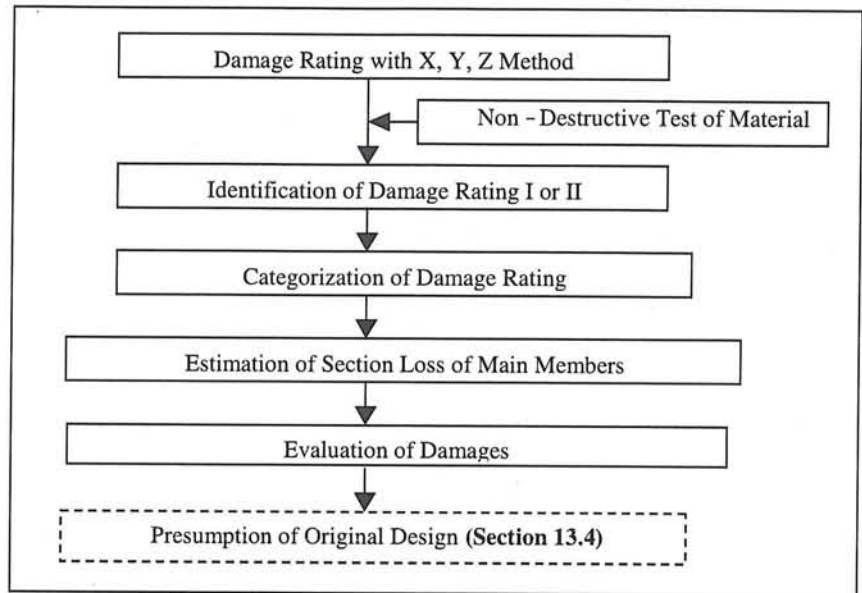 Damage Rating with X, Y, Z Method
Non - Destructive Test of Material
Identification of Damage Rating I or II
Categorization of Damage Rating
Estimation of Section Loss of Main Members
Evaluation of Damages
Presumption of Original Design (Section 13.4)